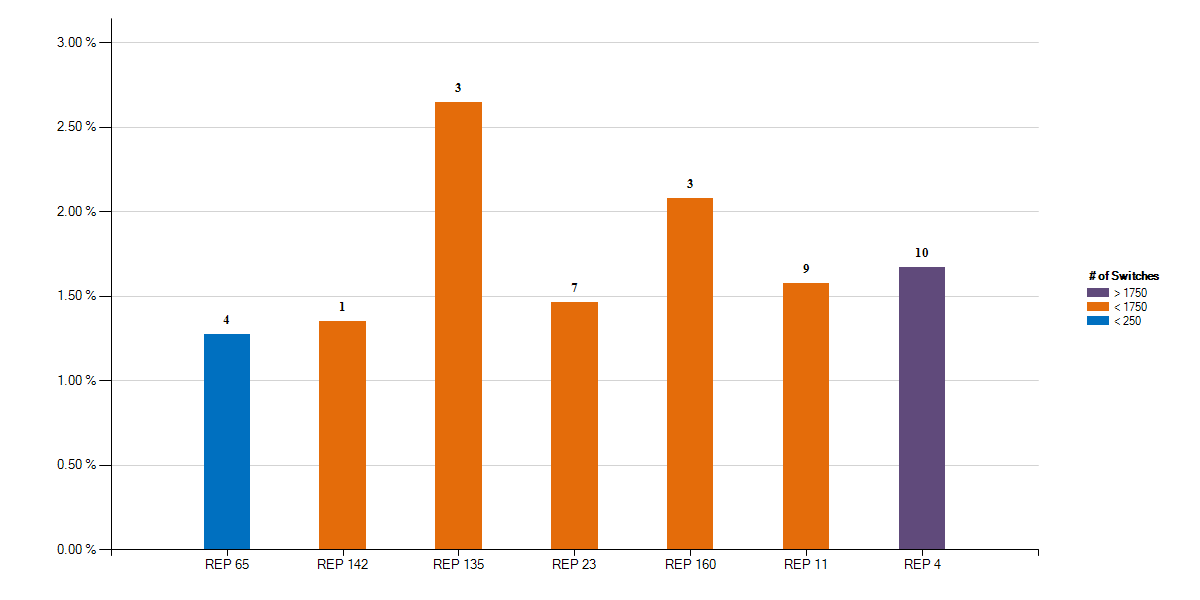 3.00 %
2.50 %
2.00 %
1.50 %
1.00 %
0.50 %
0.00 %
4
1
3
7
3
9
10
REP 65
REP 142
REP 135
REP 23
REP 160
REP 11
REP 4
# of Switches
> 1750
< 1750
< 250